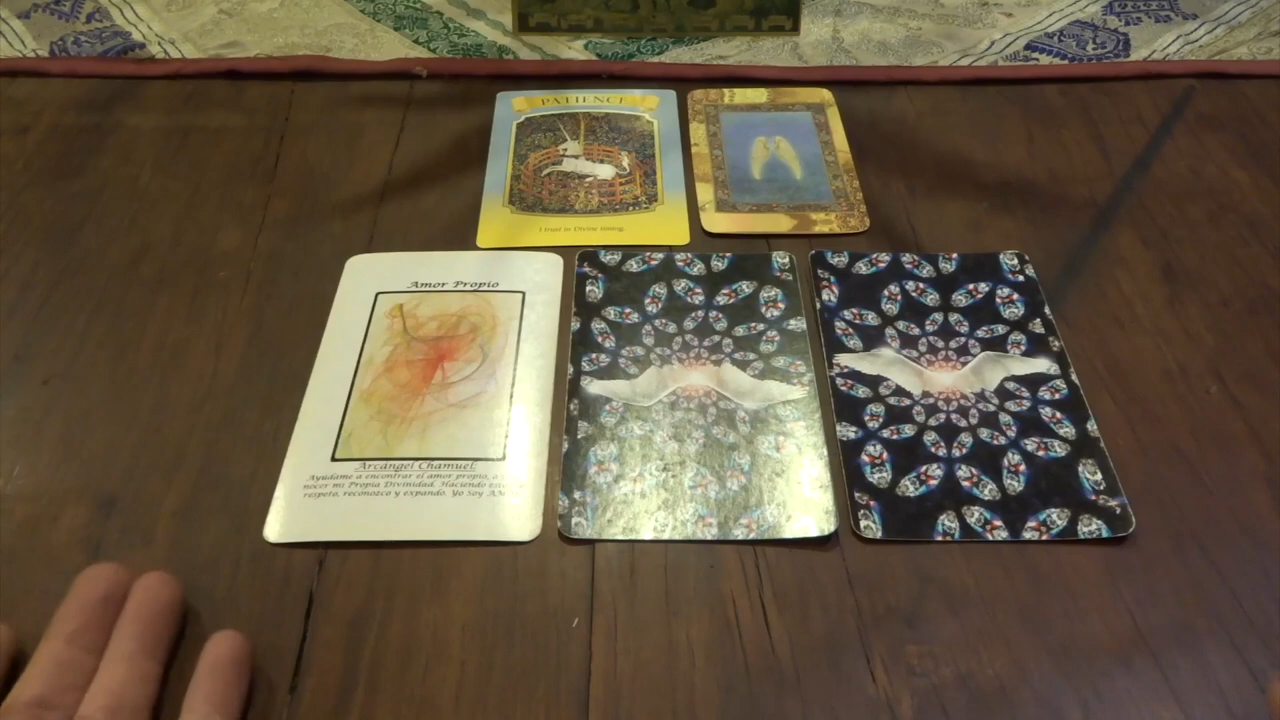 PATIENCE
I trust in Divine timing.
Amor Propio
Arcángel Chamuel:
Ayúdame a encontrar el amor propio,
nocer mi Propia Divinidad. Haciendo
respeto, reconozco y expando. Yo Soy